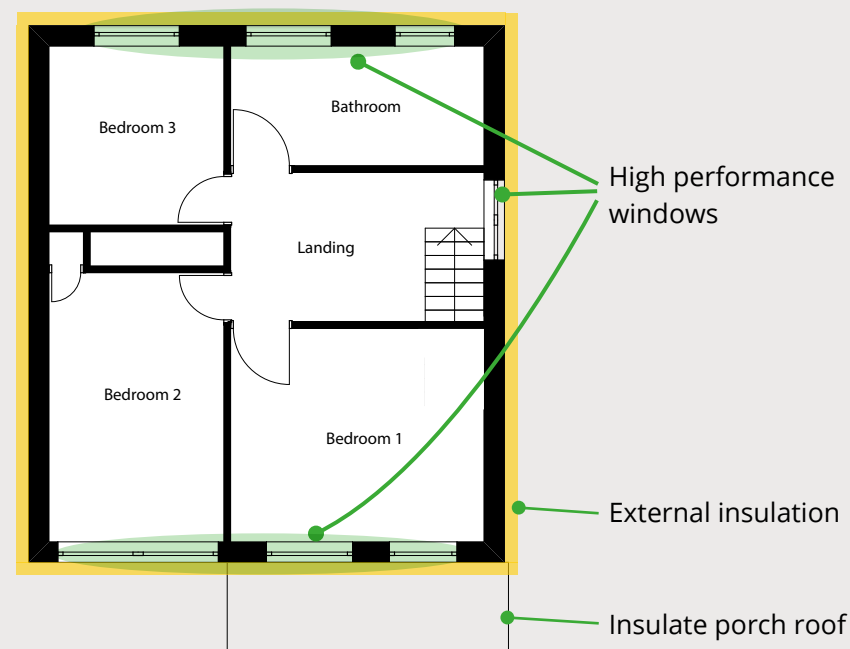 Bedroom 3
Bathroom
High performance
windows
Landing
Bedroom 2
Bedroom 1
External insulation
Insulate porch roof